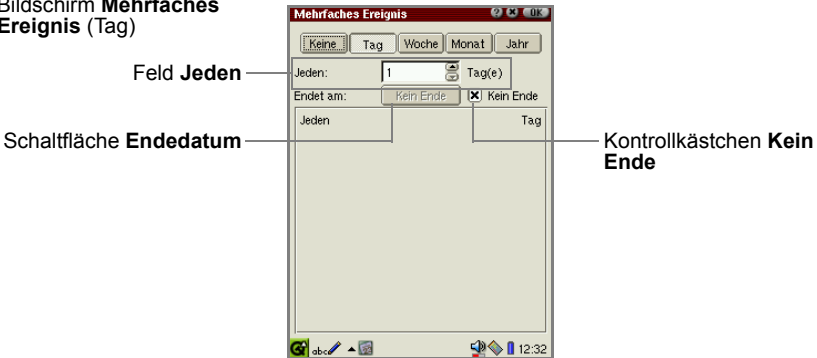 Bildschirm Mehrfaches
Ereignis (Tag)
Mehrfaches Ereignis ? x OK
Keine Tag Woche Monat Jahr
Feld Jeden
Jeden: 1 Tag(e)
Endet am: Kein Ende Kein Ende
Jeden Tag
Schaltfläche Endedatum
Kontrollkästchen Kein
Ende
abc 12:32